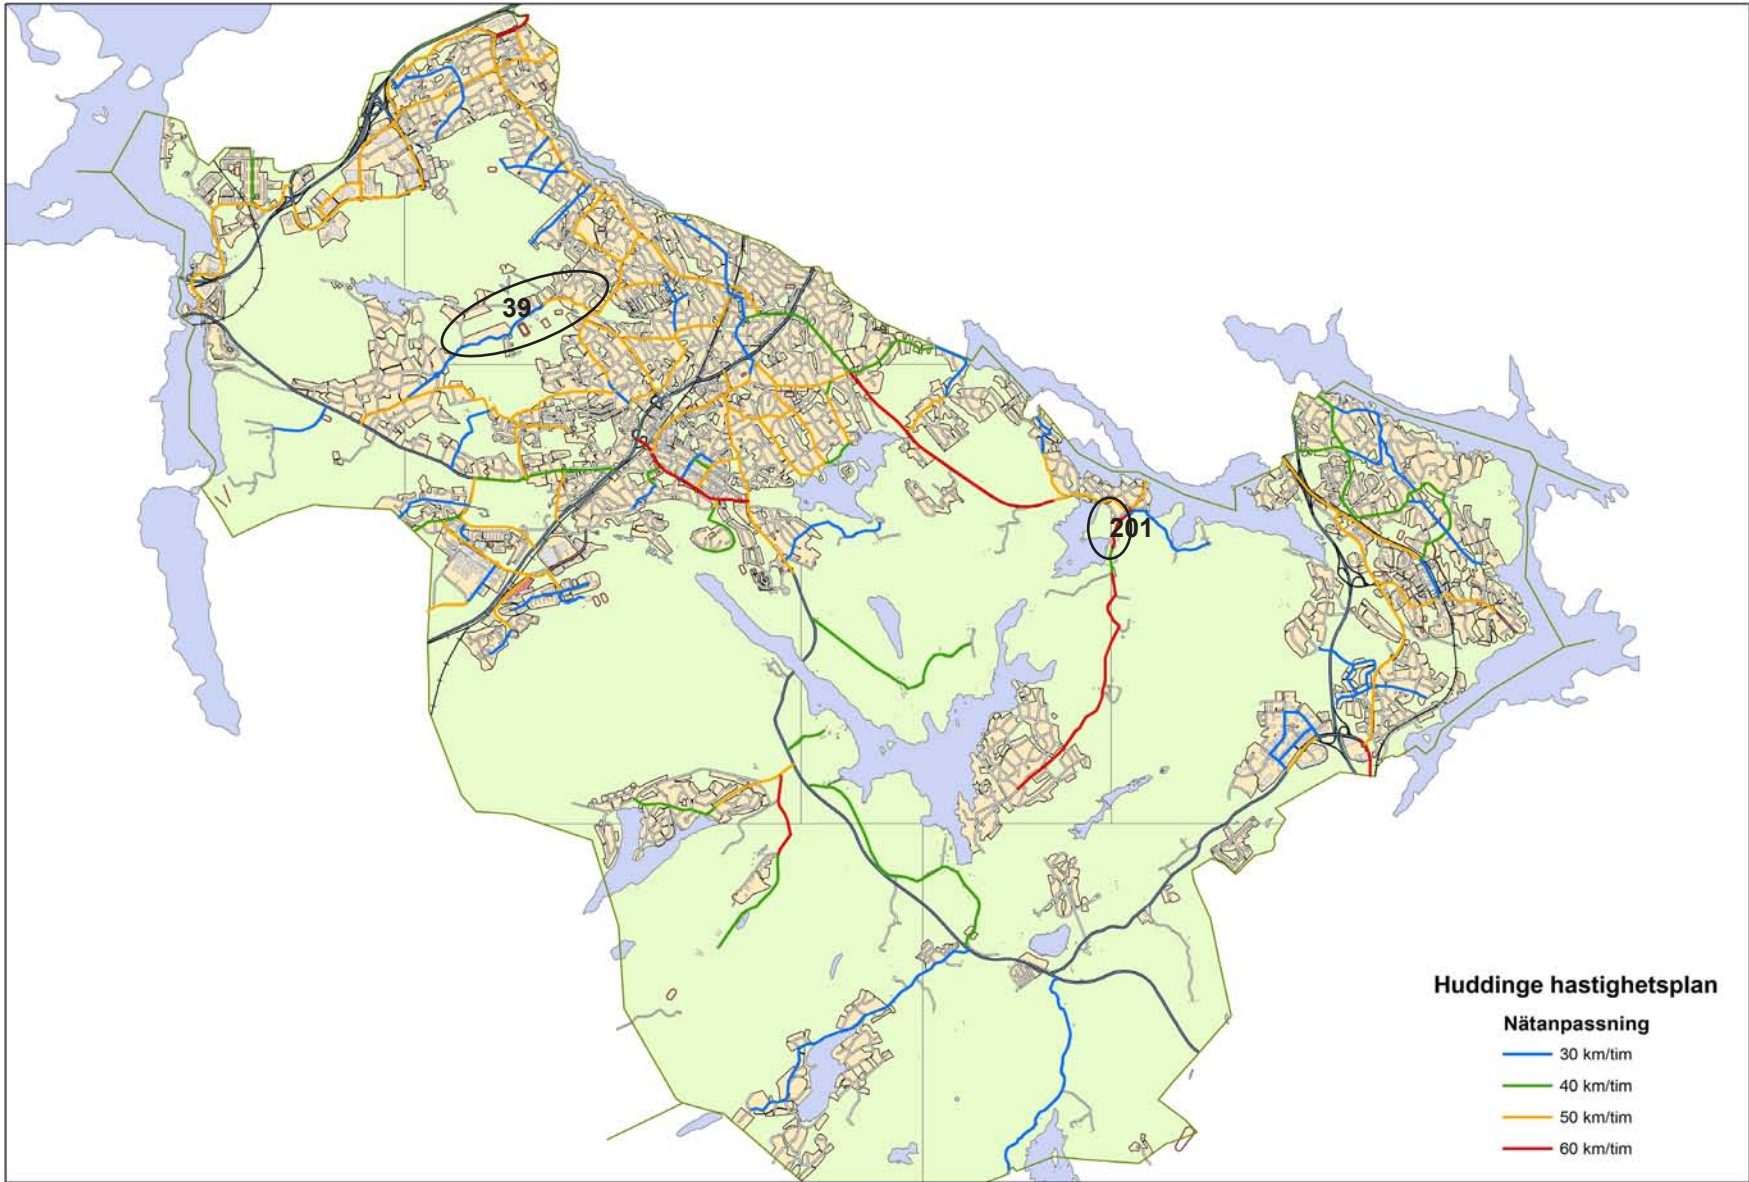 39
201
Huddinge hastighetsplan
Nätanpassning
30 km/tim
40 km/tim
50 km/tim
60 km/tim